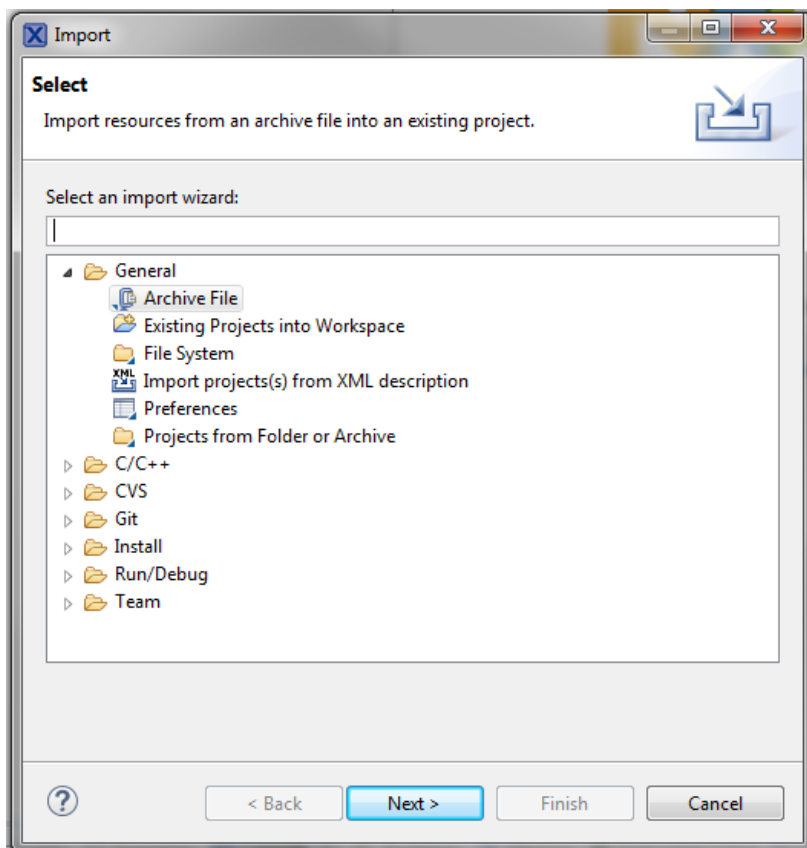 Import
Select
Import resources from an archive file into an existing project.
Select an import wizard:
General
Archive File
Existing Projects into Workspace
File System
XML Import projects(s) from XML description
Preferences
Projects from Folder or Archive
C/C++
CVS
Git
Install
Run/Debug
Team
? < Back Next > Finish Cancel